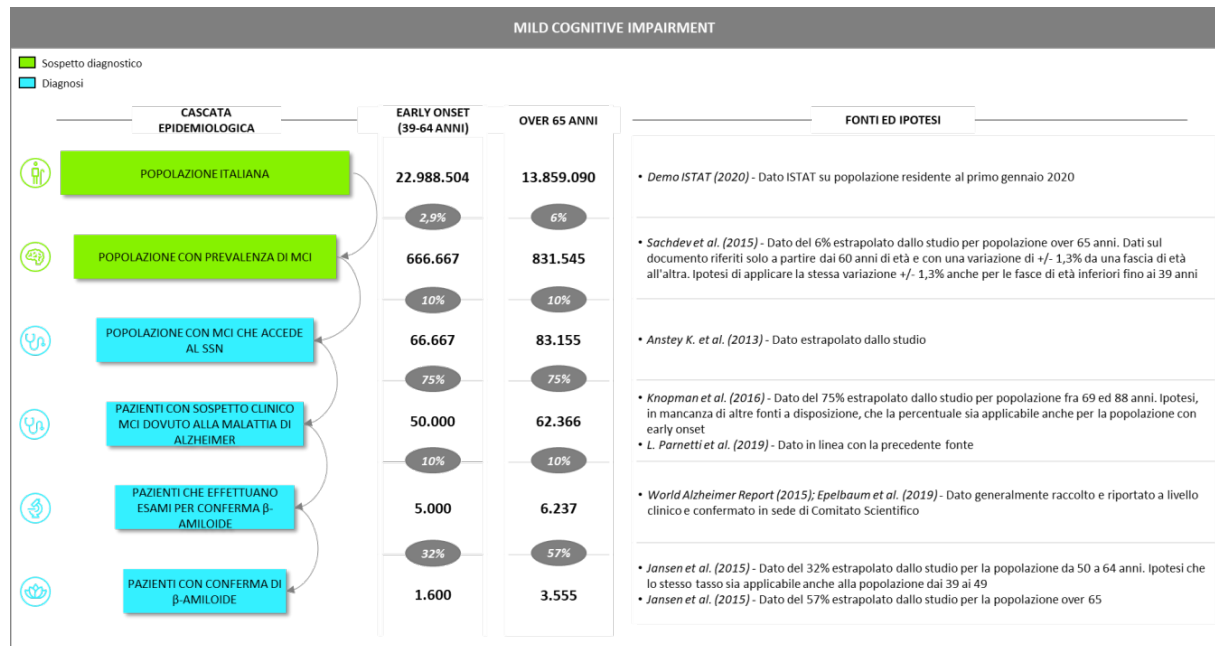 MILD COGNITIVE IMPAIRMENT
Sospetto diagnostico
Diagnosi
CASCATA
EPIDEMIOLOGICA
EARLY ONSET
(39-64 ANNI)
OVER 65 ANNI
FONTI ED IPOTESI
POPOLAZIONE ITALIANA
22.988.504
13.859.090
• Demo ISTAT (2020) - Dato ISTAT su popolazione residente al primo gennaio 2020
2,9%
6%
POPOLAZIONE CON PREVALENZA DI MCI
666.667
831.545
• Sachdev et al. (2015) - Dato del 6% estrapolato dallo studio per popolazione over 65 anni. Dati sul
documento riferiti solo a partire dai 60 anni di età e con una variazione di +/- 1,3% da una fascia di età
all'altra. Ipotesi di applicare la stessa variazione +/- 1,3% anche per le fasce di età inferiori fino ai 39 anni
10%
10%
POPOLAZIONE CON MCI CHE ACCEDE
AL SSN
66.667
83.155
• Anstey K. et al. (2013) - Dato estrapolato dallo studio
75%
75%
PAZIENTI CON SOSPETTO CLINICO
MCI DOVUTO ALLA MALATTIA DI
ALZHEIMER
50.000
62.366
• Knopman et al. (2016) - Dato del 75% estrapolato dallo studio per popolazione fra 69 ed 88 anni. Ipotesi,
in mancanza di altre fonti a disposizione, che la percentuale sia applicabile anche per la popolazione con
early onset
• L. Parnetti et al. (2019) - Dato in linea con la precedente fonte
10%
10%
PAZIENTI CHE EFFETTUANO
ESAMI PER CONFERMA β-
AMILOIDE
5.000
6.237
• World Alzheimer Report (2015); Epelbaum et al. (2019) - Dato generalmente raccolto e riportato a livello
clinico e confermato in sede di Comitato Scientifico
32%
57%
PAZIENTI CON CONFERMA DI
β-AMILOIDE
1.600
3.555
• Jansen et al. (2015) - Dato del 32% estrapolato dallo studio per la popolazione da 50 a 64 anni. Ipotesi che
lo stesso tasso sia applicabile anche alla popolazione dai 39 ai 49
• Jansen et al. (2015) - Dato del 57% estrapolato dallo studio per la popolazione over 65